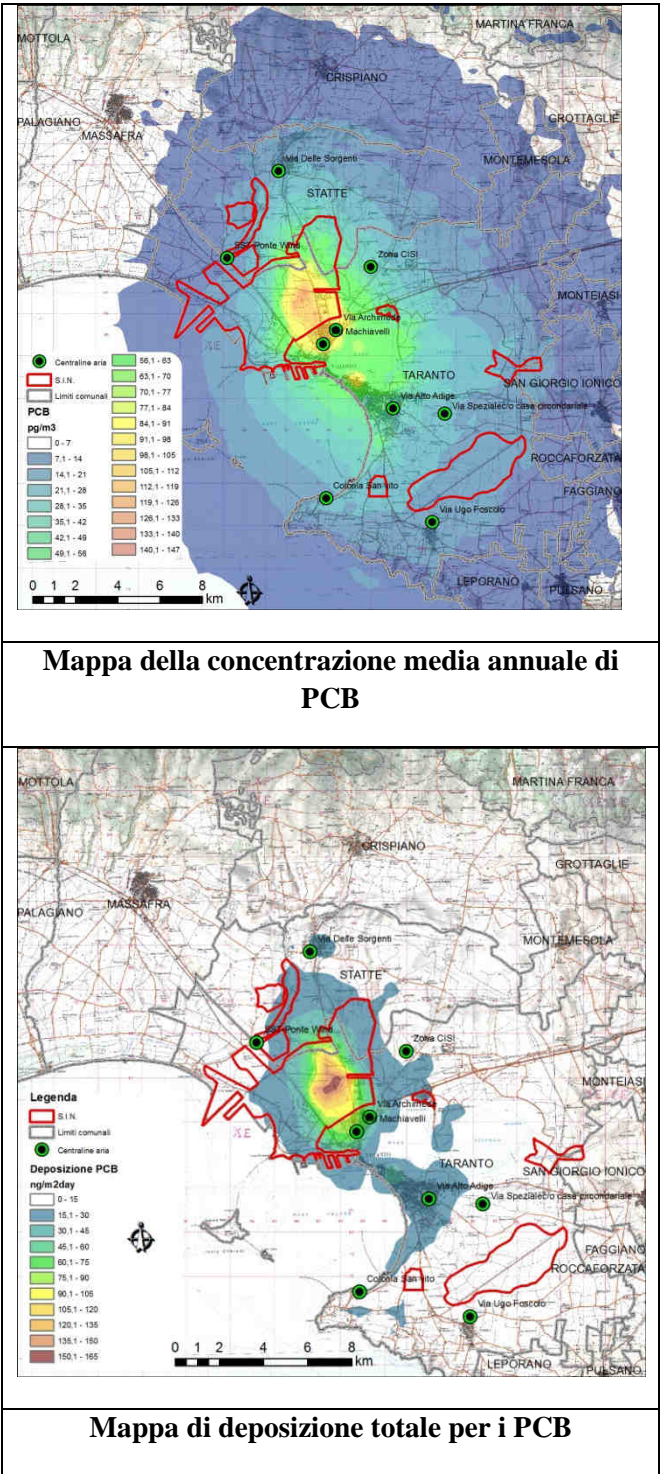 MARTINA FRANCA
MOTTOLA
CRISPIANO
GROTTAGLIE
PALAGIANO
MASSAFRA
Via Delle Sorgenti
MONTEMESOLA
STATTE
SS7 Ponte Wind
Zona CISI
MONTEIASI
Via Archimede
Machiavelli
TARANTO
SAN GIORGIO IONICO
Via Alto Adige
Via Speziale c/o casa circondariale
ROCCAFORZATA
Colonia San Vito
FAGGIANO
Via Ugo Foscolo
LEPORANO
PULSANO
Centraline aria
S.I.N.
Limiti comunali
PCB
pg/m3
0 - 7
7,1 - 14
14,1 - 21
21,1 - 28
28,1 - 35
35,1 - 42
42,1 - 49
49,1 - 56
56,1 - 63
63,1 - 70
70,1 - 77
77,1 - 84
84,1 - 91
91,1 - 98
98,1 - 105
105,1 - 112
112,1 - 119
119,1 - 126
126,1 - 133
133,1 - 140
140,1 - 147
0 1 2 4 6 8
km
Mappa della concentrazione media annuale di
PCB
MOTTOLA
MARTINA FRANCA
CRISPIANO
GROTTAGLIE
MASSAFRA
PALAGIANO
Via Delle Sorgenti
MONTEMESOLA
STATTE
SS7 Ponte Wind
Zona CISI
MONTEIASI
Via Archimede
Machiavelli
TARANTO
SAN GIORGIO IONICO
Via Alto Adige
Via Speziale c/o casa circondariale
FAGGIANO
ROCCAFORZATA
Colonia San Vito
Via Ugo Foscolo
LEPORANO
PULSANO
Legenda
S.I.N.
Limiti comunali
Centraline aria
Deposizione PCB
ng/m2day
0 - 15
15,1 - 30
30,1 - 45
45,1 - 60
60,1 - 75
75,1 - 90
90,1 - 105
105,1 - 120
120,1 - 135
135,1 - 150
150,1 - 165
0 1 2 4 6 8
km
Mappa di deposizione totale per i PCB